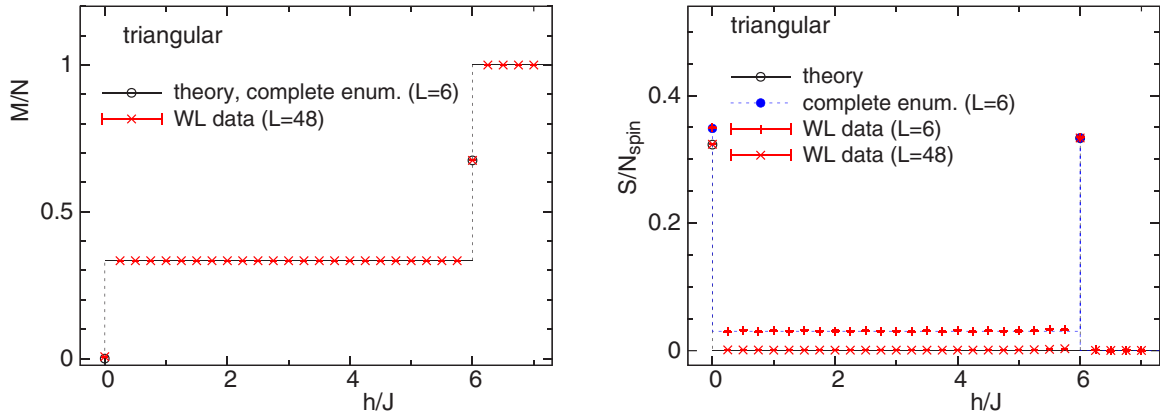 triangular
M/N
1
0.5
0
theory, complete enum. (L=6)
WL data (L=48)
0 2 4 6
h/J
triangular
S/Nspin
0.4
0.2
0
theory
complete enum. (L=6)
WL data (L=6)
WL data (L=48)
0 2 4 6
h/J